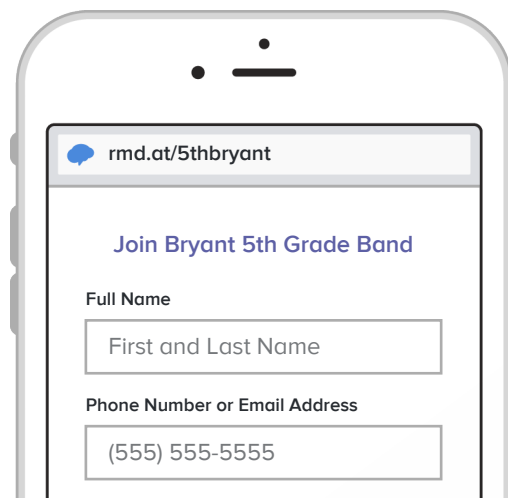 rmd.at/5thbryant
Join Bryant 5th Grade Band
Full Name
First and Last Name
Phone Number or Email Address
(555) 555-5555